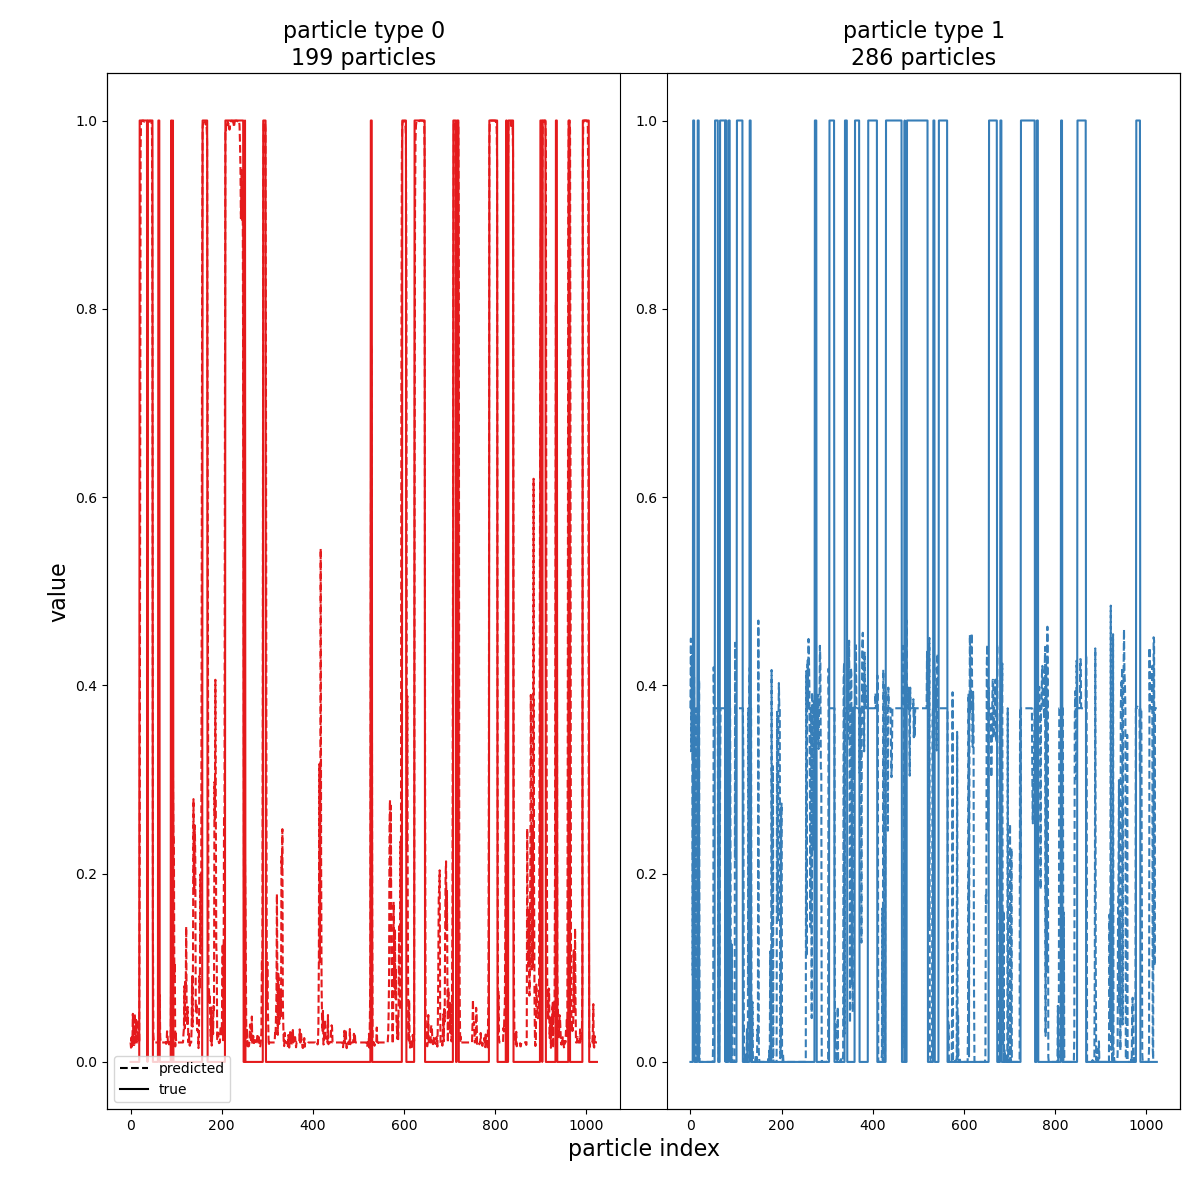 particle type 0
199 particles
particle type 1
286 particles
value
1.0
0.8
0.6
0.4
0.2
0.0
1.0
0.8
0.6
0.4
0.2
0.0
predicted
true
0 200 400 600 800 1000
0 200 400 600 800 1000
particle index